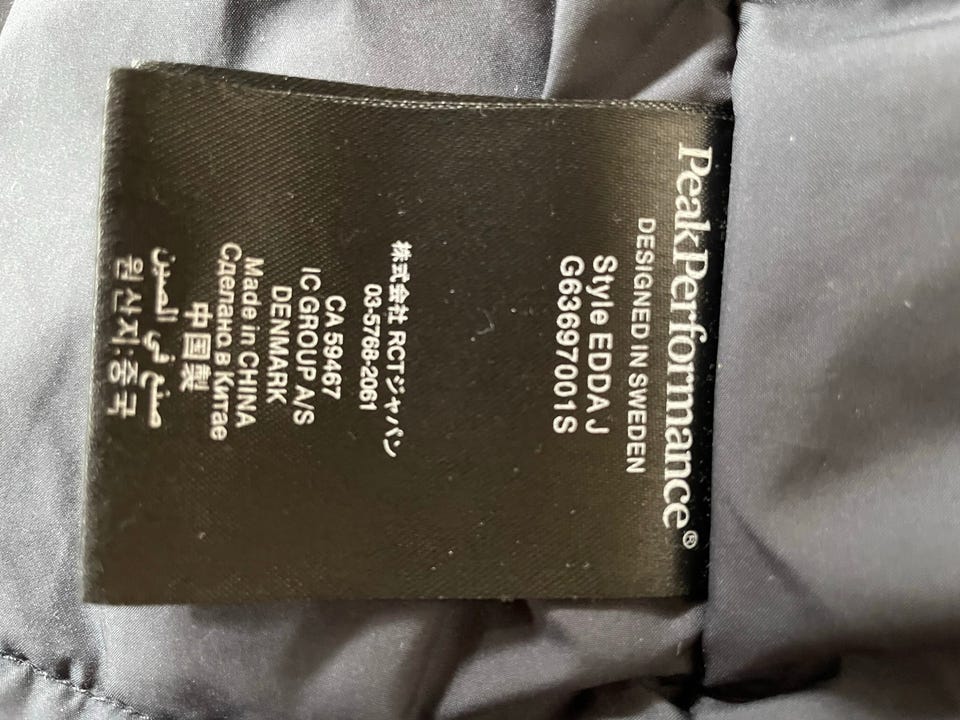 PeakPerformance®
DESIGNED IN SWEDEN
Style EDDA J
G63697001S
株式会社 RCTジャパン
03-5768-2061
CA 59467
IC GROUP A/S
DENMARK
Made in CHINA
Сделано в Китае
中国製
صنع في الصين
원산지:중국